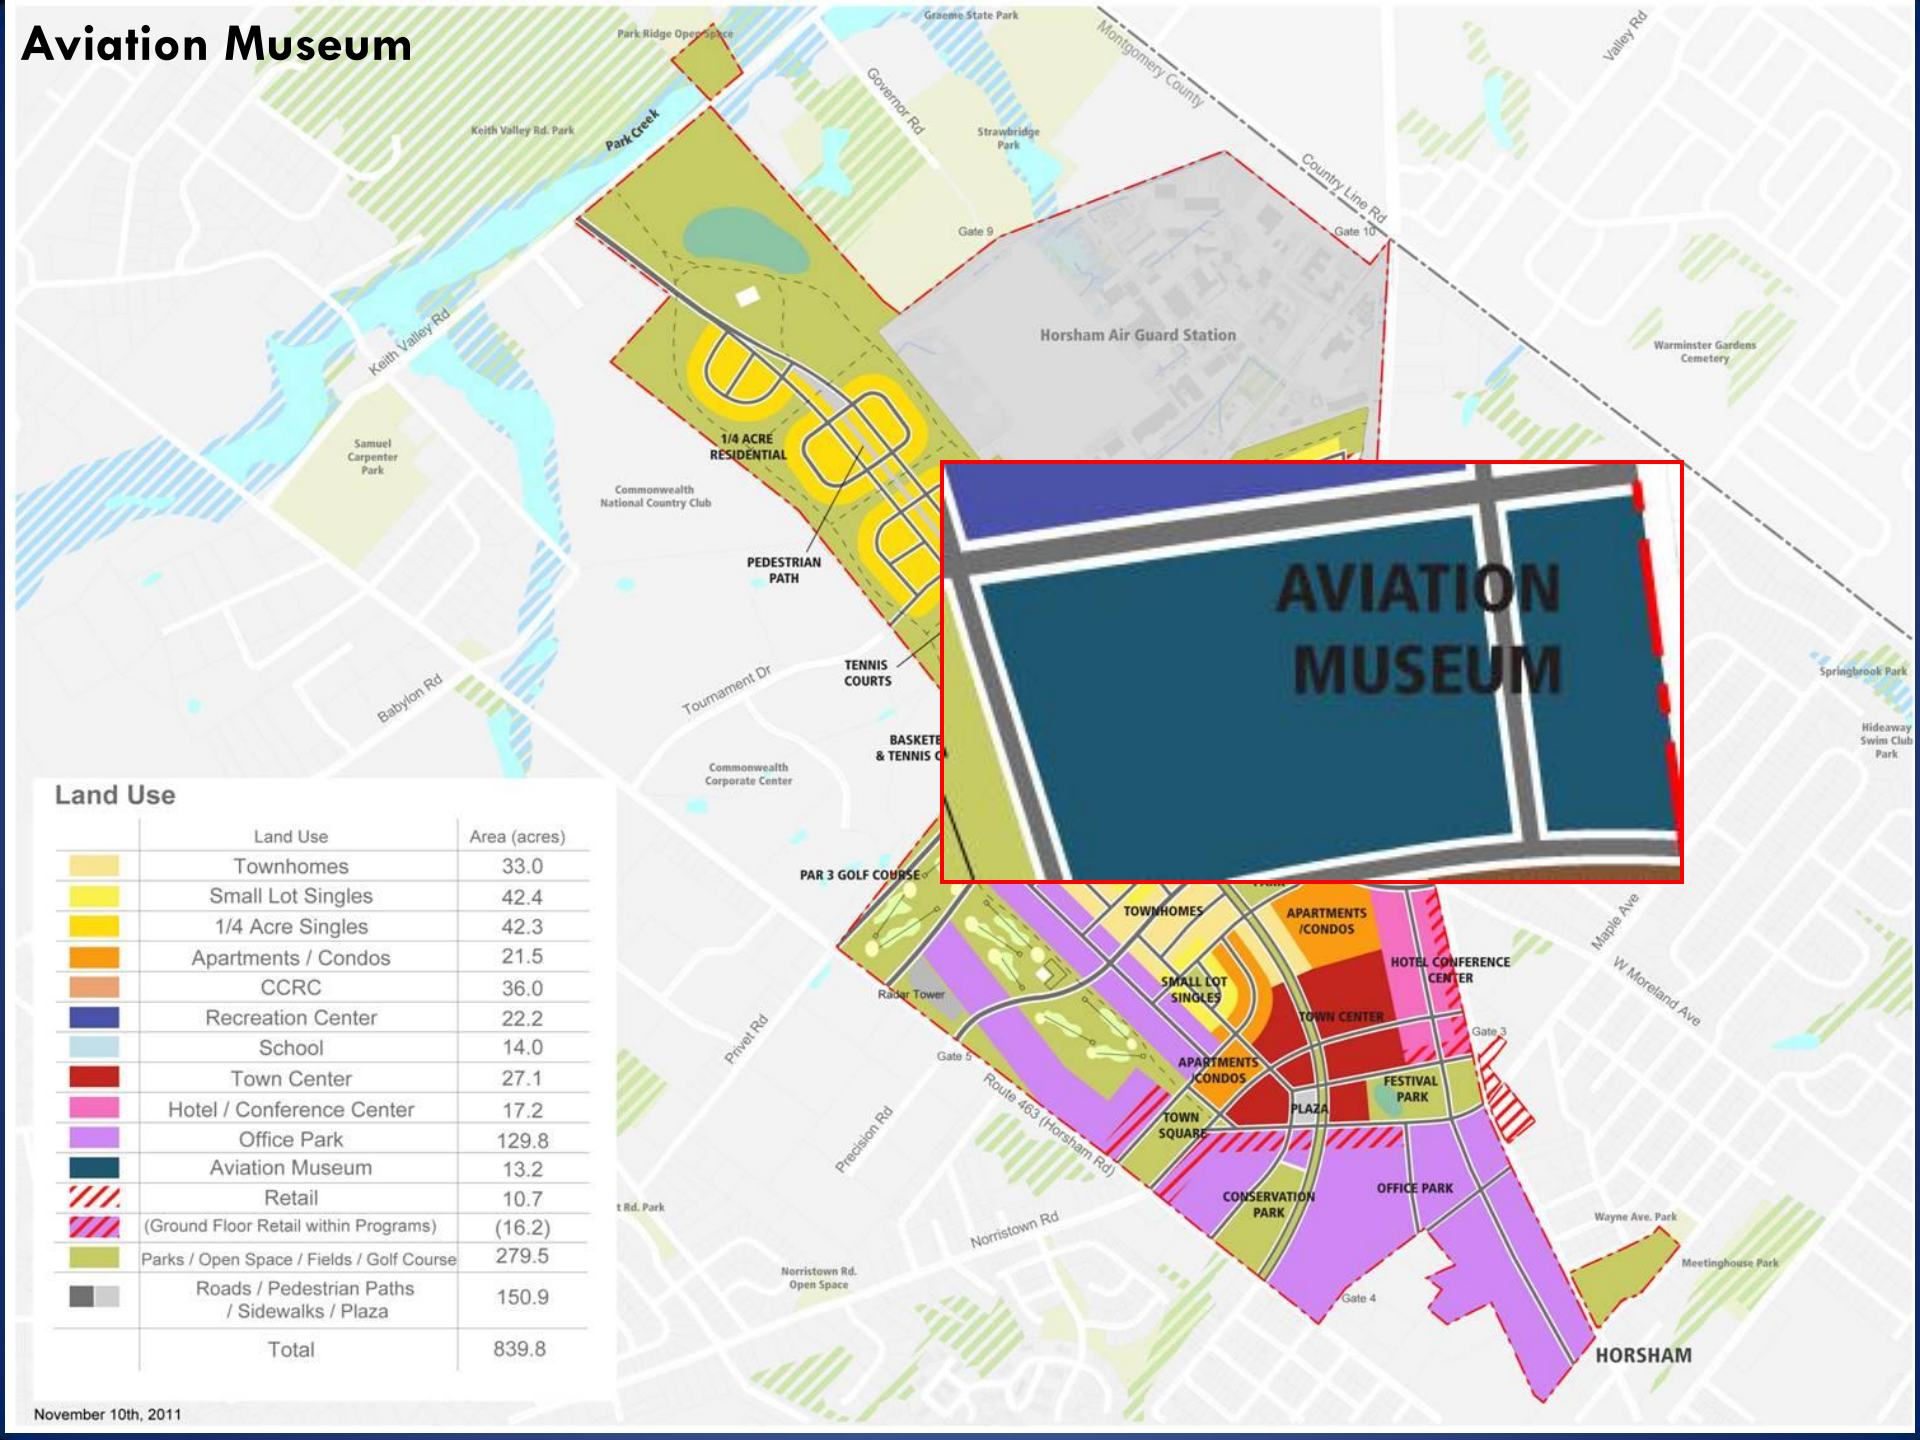 Aviation Museum
Park Ridge Open Space
Graeme State Park
Montgomery County
Valley Rd
Governor Rd
Keith Valley Rd. Park
Park Creek
Strawbridge
Park
Country Line Rd
Gate 9
Gate 10
Horsham Air Guard Station
Keith Valley Rd
Warminster Gardens
Cemetery
Samuel
Carpenter
Park
1/4 ACRE
RESIDENTIAL
Commonwealth
National Country Club
PEDESTRIAN
PATH
AVIATION
MUSEUM
TENNIS
COURTS
Tournament Dr
Babylon Rd
Springbrook Park
Hideaway
Swim Club
Park
BASKETB
& TENNIS C
Commonwealth
Corporate Center
PAR 3 GOLF COURSE
PARK
TOWNHOMES
APARTMENTS
/CONDOS
Maple Ave
HOTEL CONFERENCE
CENTER
W Moreland Ave
SMALL LOT
SINGLES
Radar Tower
TOWN CENTER
Gate 3
Privet Rd
Gate 5
APARTMENTS
/CONDOS
FESTIVAL
PARK
PLAZA
TOWN
SQUARE
Route 463 (Horsham Rd)
Precision Rd
CONSERVATION
PARK
OFFICE PARK
t Rd. Park
Norristown Rd
Wayne Ave. Park
Meetinghouse Park
Norristown Rd.
Open Space
Gate 4
HORSHAM
Land Use
Land Use Area (acres)
Townhomes 33.0
Small Lot Singles 42.4
1/4 Acre Singles 42.3
Apartments / Condos 21.5
CCRC 36.0
Recreation Center 22.2
School 14.0
Town Center 27.1
Hotel / Conference Center 17.2
Office Park 129.8
Aviation Museum 13.2
Retail 10.7
(Ground Floor Retail within Programs) (16.2)
Parks / Open Space / Fields / Golf Course 279.5
Roads / Pedestrian Paths
/ Sidewalks / Plaza 150.9
Total 839.8
November 10th, 2011